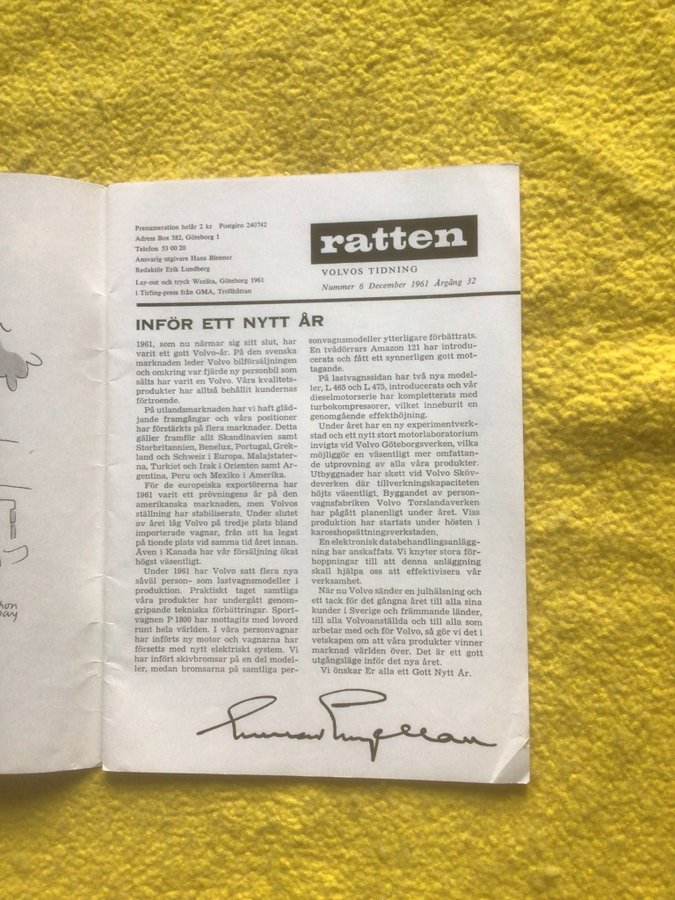 Prenumeration helår 2 kr Postgiro 240742
Adress Box 382, Göteborg 1
Telefon 53 00 20
Ansvarig utgivare Hans Blenner
Redaktör Erik Lundberg
Lay-out och tryck Wezäta, Göteborg 1961
i Tirfing-press från GMA, Trollhättan
ratten
VOLVOS TIDNING
Nummer 6 December 1961 Årgång 32
INFÖR ETT NYTT ÅR
1961, som nu närmar sig sitt slut, har
varit ett gott Volvo-år. På den svenska
marknaden leder Volvo bilförsäljningen
och omkring var fjärde ny personbil som
sålts har varit en Volvo. Våra kvalitets-
produkter har alltså behållit kundernas
förtroende.
På utlandsmarknaden har vi haft gläd-
jande framgångar och våra positioner
har förstärkts på flera marknader. Detta
gäller framför allt Skandinavien samt
Storbritannien, Benelux, Portugal, Grek-
land och Schweiz i Europa. Malajstater-
na, Turkiet och Irak i Orienten samt Ar-
gentina, Peru och Mexiko i Amerika.
För de europeiska exportörerna har
1961 varit ett prövningens år på den
amerikanska marknaden, men Volvos
ställning har stabiliserats. Under slutet
av året låg Volvo på tredje plats bland
importerade vagnar, från att ha legat
på tionde plats vid samma tid året innan.
Även i Kanada har vår försäljning ökat
högst väsentligt.
Under 1961 har Volvo satt flera nya
såväl person- som lastvagnsmodeller i
produktion. Praktiskt taget samtliga
våra produkter har undergått genom-
gripande tekniska förbättringar. Sport-
vagnen P 1800 har mottagits med lovord
runt hela världen. I våra personvagnar
har införts ny motor och vagnarna har
försetts med nytt elektriskt system. Vi
har infört skivbromsar på en del model-
ler, medan bromsarna på samtliga per-
sonvagnsmodeller ytterligare förbättrats.
En tvådörrars Amazon 121 har introdu-
cerats och fått ett synnerligen gott mot-
tagande.
På lastvagnssidan har två nya model-
ler, L 465 och L 475, introducerats och vår
dieselmotorserie har kompletterats med
turbokompressorer, vilket inneburit en
genomgående effekthöjning.
Under året har en ny experimentverk-
stad och ett nytt stort motorlaboratorium
invigts vid Volvo Göteborgsverken, vilka
möjliggör en väsentligt mer omfattan-
de utprovning av alla våra produkter.
Utbyggnader har skett vid Volvo Sköv-
deverken där tillverkningskapaciteten
höjts väsentligt. Byggandet av person-
vagnsfabriken Volvo Torslandaverken
har pågått planenligt under året. Viss
produktion har startats under hösten i
karosshopsättningsverkstaden.
En elektronisk databehandlingsanlägg-
ning har anskaffats. Vi knyter stora för-
hoppningar till att denna anläggning
skall hjälpa oss att effektivisera vår
verksamhet.
När nu Volvo sänder en julhälsning och
ett tack för det gångna året till alla sina
kunder i Sverige och främmande länder,
till alla Volvoanställda och till alla som
arbetar med och för Volvo, så gör vi det i
vetskapen om att våra produkter vinner
marknad världen över. Det är ett gott
utgångsläge inför det nya året.
Vi önskar Er alla ett Gott Nytt År.
Gunnar Engellau